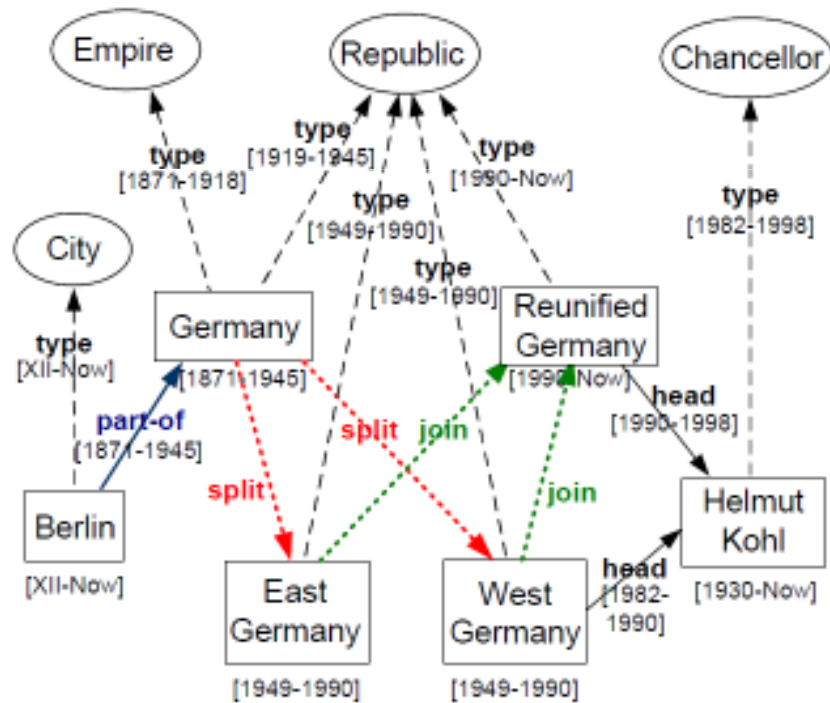 Empire
Republic
Chancellor
type
[1871-1918]
type
[1919-1945]
type
[1990-Now]
type
[1949-1990]
type
[1982-1998]
City
type
[1949-1990]
Germany
[1871-1945]
Reunified
Germany
[1990-Now]
type
[XII-Now]
part-of
[1871-1945]
split
split
join
join
head
[1990-1998]
Berlin
[XII-Now]
East
Germany
[1949-1990]
West
Germany
[1949-1990]
head
[1982-
1990]
Helmut
Kohl
[1930-Now]